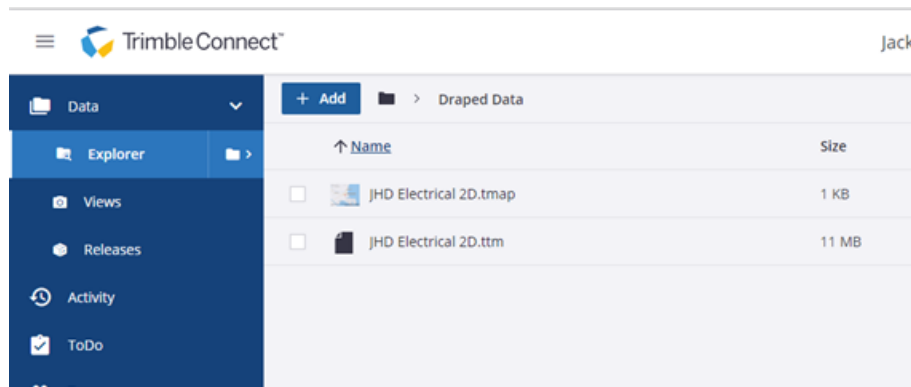 Trimble Connect™
Jack
Data
+ Add
> Draped Data
Explorer
Name
Size
Views
JHD Electrical 2D.tmap
1 KB
Releases
JHD Electrical 2D.ttm
11 MB
Activity
ToDo